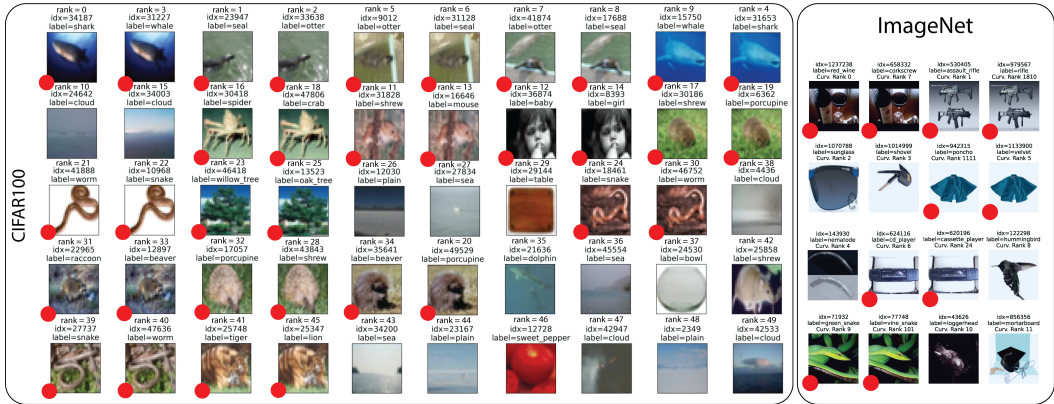 CIFAR100
rank = 0 rank = 3 rank = 1 rank = 2 rank = 5 rank = 6 rank = 7 rank = 8 rank = 9 rank = 4
idx=34187 idx=31227 idx=23947 idx=33638 idx=9012 idx=31128 idx=41874 idx=17688 idx=15750 idx=31653
label=shark label=whale label=seal label=otter label=otter label=seal label=otter label=seal label=whale label=shark
rank = 10 rank = 15 rank = 16 rank = 18 rank = 11 rank = 13 rank = 12 rank = 14 rank = 17 rank = 19
idx=24642 idx=34003 idx=30418 idx=47806 idx=31828 idx=16646 idx=36874 idx=8393 idx=30186 idx=6362
label=cloud label=cloud label=spider label=crab label=shrew label=mouse label=baby label=girl label=shrew label=porcupine
rank = 21 rank = 22 rank = 23 rank = 25 rank = 26 rank = 27 rank = 29 rank = 24 rank = 30 rank = 38
idx=41888 idx=10968 idx=46418 idx=13523 idx=12030 idx=27834 idx=29144 idx=18461 idx=46752 idx=4436
label=worm label=snake label=willow_tree label=oak_tree label=plain label=sea label=table label=snake label=worm label=cloud
rank = 31 rank = 33 rank = 32 rank = 28 rank = 34 rank = 20 rank = 35 rank = 36 rank = 37 rank = 42
idx=22965 idx=12897 idx=17057 idx=43843 idx=35641 idx=49529 idx=21636 idx=45554 idx=24530 idx=25858
label=raccoon label=beaver label=porcupine label=shrew label=beaver label=porcupine label=dolphin label=sea label=bowl label=shrew
rank = 39 rank = 40 rank = 41 rank = 45 rank = 43 rank = 44 rank = 46 rank = 47 rank = 48 rank = 49
idx=27737 idx=47636 idx=25748 idx=25347 idx=34200 idx=23167 idx=12728 idx=42947 idx=2349 idx=42533
label=snake label=worm label=tiger label=lion label=sea label=plain label=sweet_pepper label=cloud label=plain label=cloud
ImageNet
idx=1237238 idx=658332 idx=530405 idx=979567
label=red_wine label=corkscrew label=assault_rifle label=rifle
Curv. Rank 0 Curv. Rank 7 Curv. Rank 1 Curv. Rank 1810
idx=1070788 idx=1014999 idx=942315 idx=1133900
label=sunglass label=shovel label=poncho label=velvet
Curv. Rank 2 Curv. Rank 3 Curv. Rank 1111 Curv. Rank 5
idx=143930 idx=624116 idx=620196 idx=122298
label=nematode label=cd_player label=cassette_player label=hummingbird
Curv. Rank 4 Curv. Rank 6 Curv. Rank 24 Curv. Rank 8
idx=71932 idx=77748 idx=43626 idx=856356
label=green_snake label=vine_snake label=loggerhead label=mortarboard
Curv. Rank 9 Curv. Rank 101 Curv. Rank 10 Curv. Rank 11